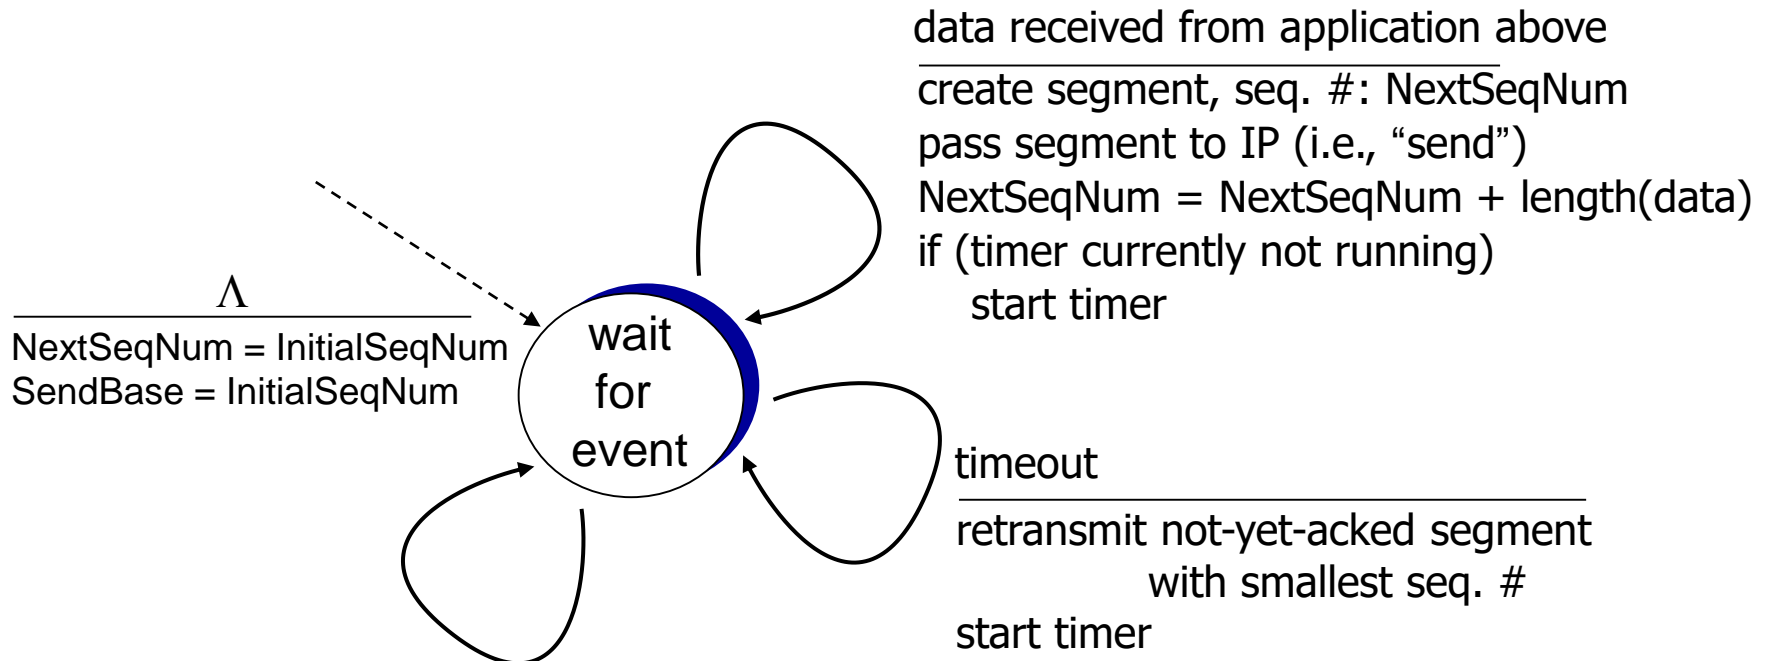 data received from application above
create segment, seq. #: NextSeqNum
pass segment to IP (i.e., “send”)
NextSeqNum = NextSeqNum + length(data)
if (timer currently not running)
start timer
Λ
NextSeqNum = InitialSeqNum
SendBase = InitialSeqNum
wait
for
event
timeout
retransmit not-yet-acked segment
with smallest seq. #
start timer